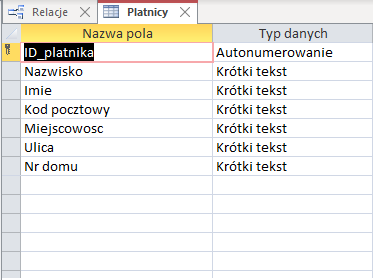 Relacje Platnicy
Nazwa pola Typ danych
ID_platnika Autonumerowanie
Nazwisko Krótki tekst
Imie Krótki tekst
Kod pocztowy Krótki tekst
Miejscowosc Krótki tekst
Ulica Krótki tekst
Nr domu Krótki tekst